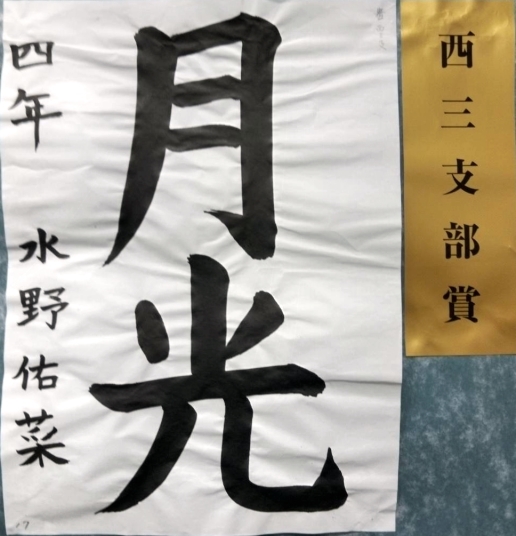 西三支部賞
月光
四年 水野佑菜